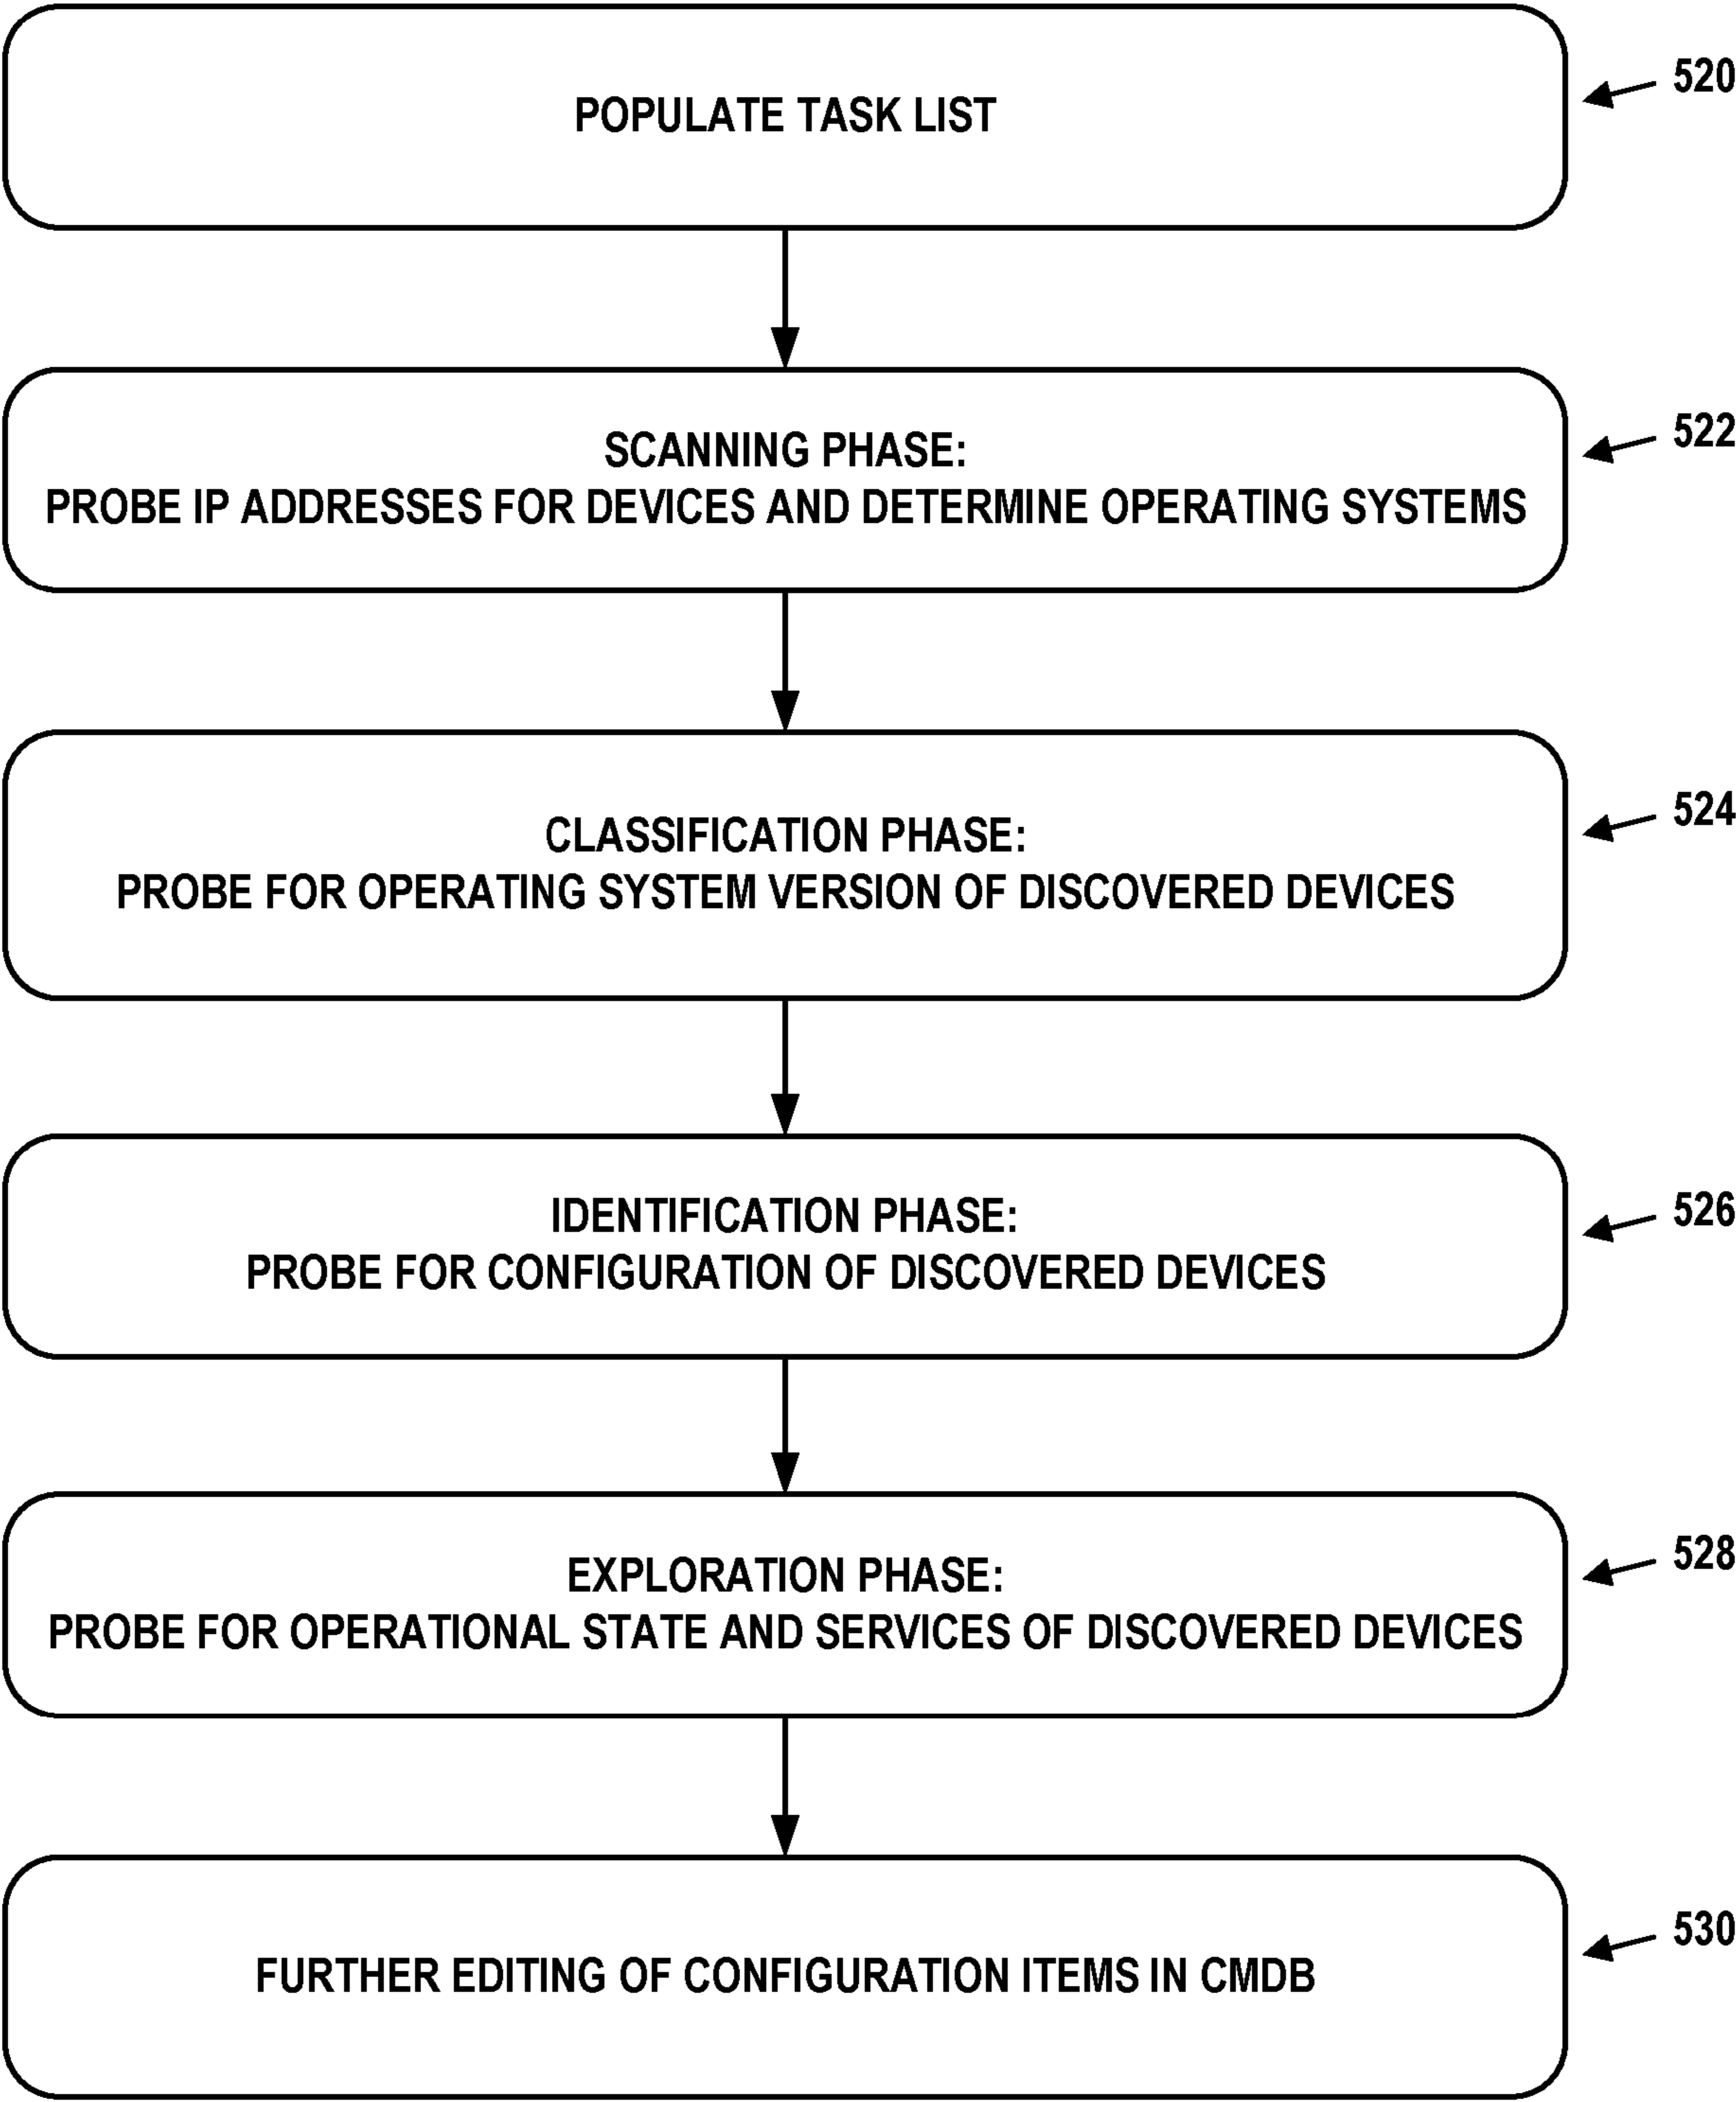 POPULATE TASK LIST
520
SCANNING PHASE:
PROBE IP ADDRESSES FOR DEVICES AND DETERMINE OPERATING SYSTEMS
522
CLASSIFICATION PHASE:
PROBE FOR OPERATING SYSTEM VERSION OF DISCOVERED DEVICES
524
IDENTIFICATION PHASE:
PROBE FOR CONFIGURATION OF DISCOVERED DEVICES
526
EXPLORATION PHASE:
PROBE FOR OPERATIONAL STATE AND SERVICES OF DISCOVERED DEVICES
528
FURTHER EDITING OF CONFIGURATION ITEMS IN CMDB
530